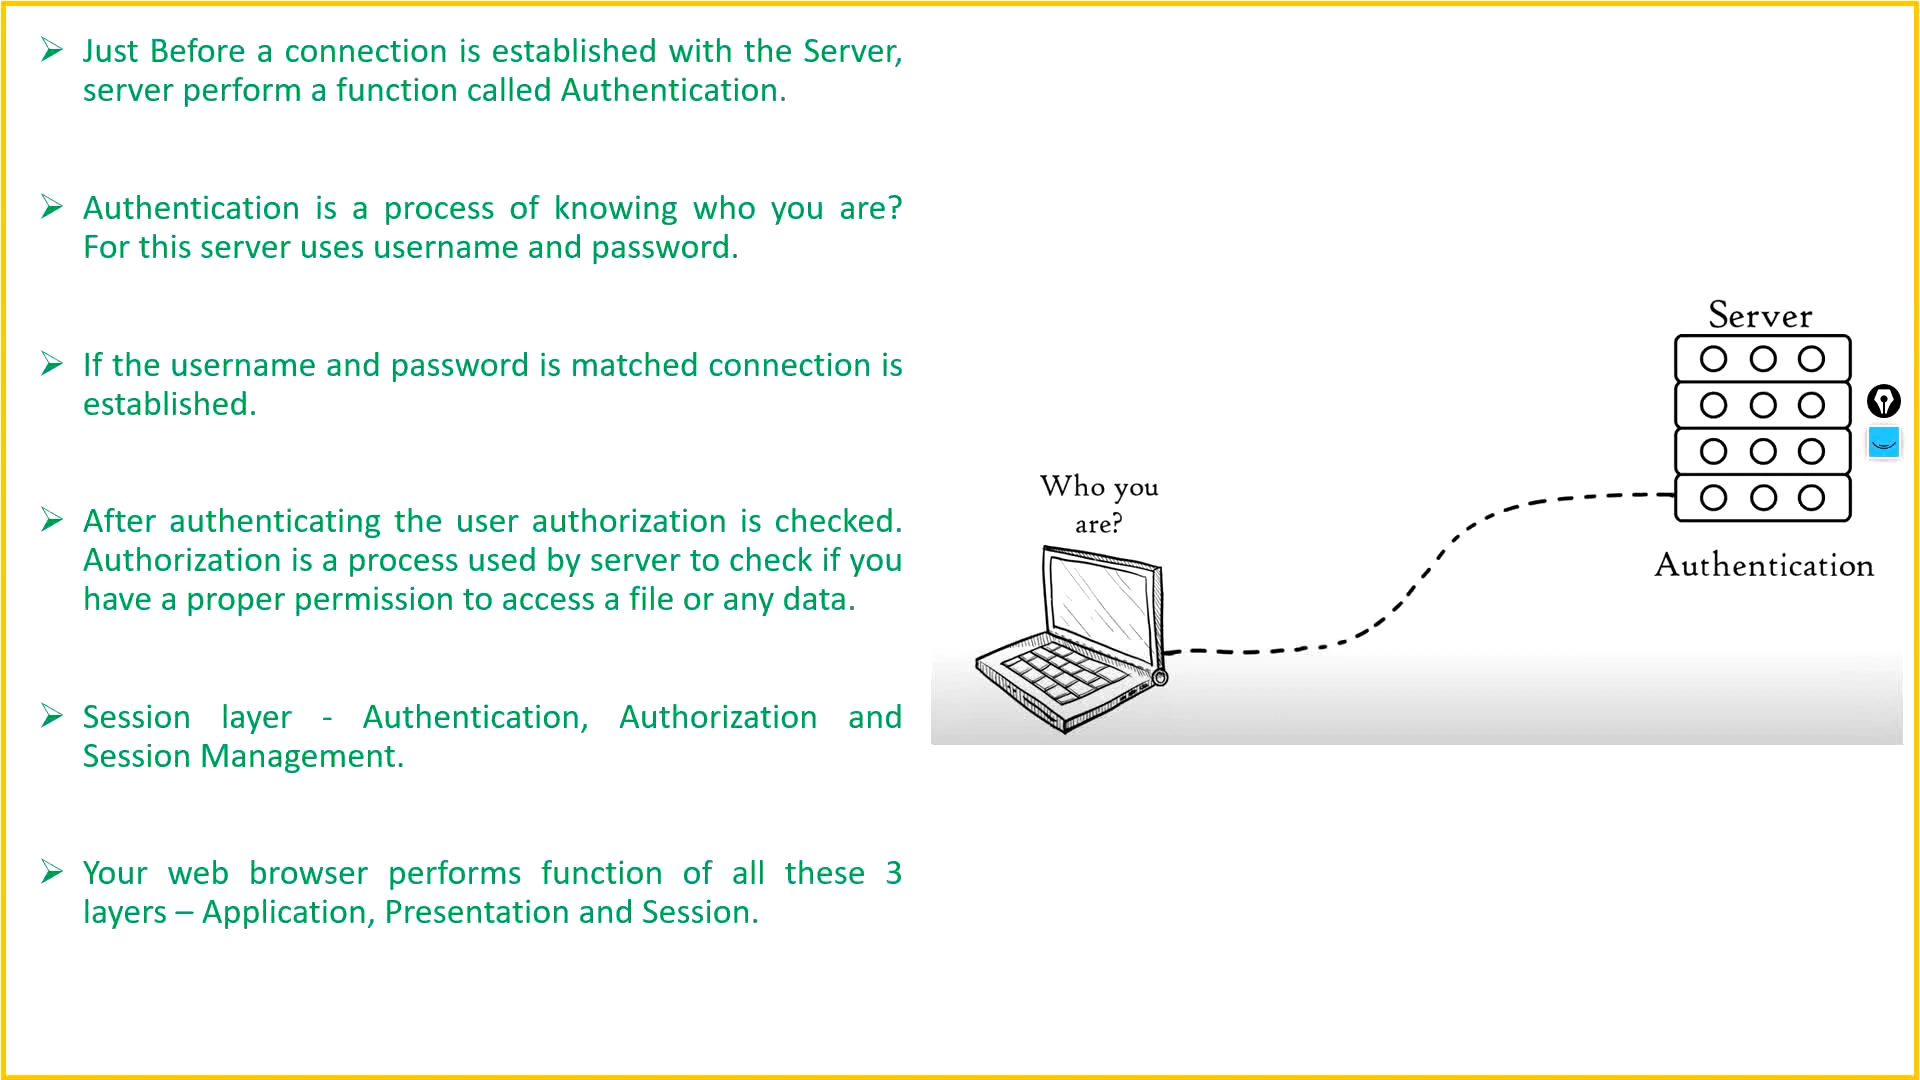 Just Before a connection is established with the Server,
server perform a function called Authentication.
Authentication is a process of knowing who you are?
For this server uses username and password.
If the username and password is matched connection is
established.
After authenticating the user authorization is checked.
Authorization is a process used by server to check if you
have a proper permission to access a file or any data.
Session layer - Authentication, Authorization and
Session Management.
Your web browser performs function of all these 3
layers – Application, Presentation and Session.
Server
Who you
are?
Authentication